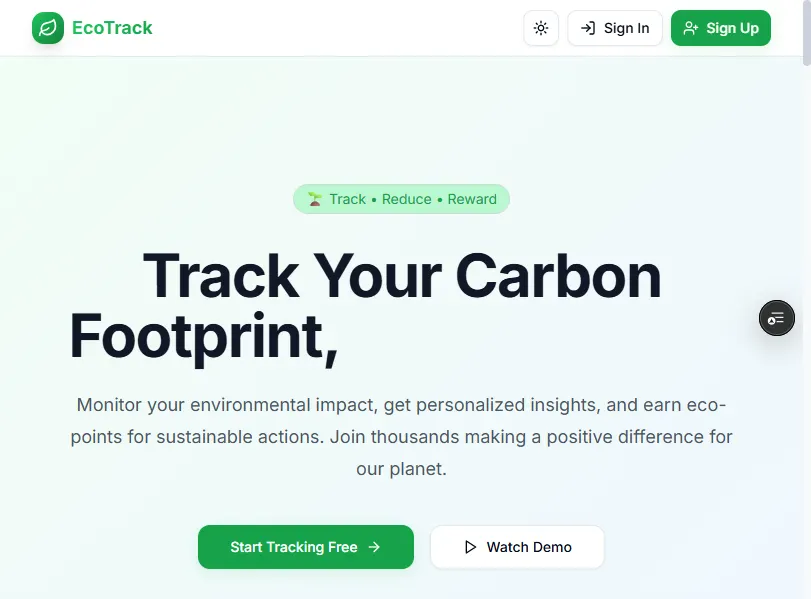 EcoTrack
Sign In
Sign Up
Track • Reduce • Reward
Track Your Carbon
Footprint,
Monitor your environmental impact, get personalized insights, and earn eco-
points for sustainable actions. Join thousands making a positive difference for
our planet.
Start Tracking Free
Watch Demo